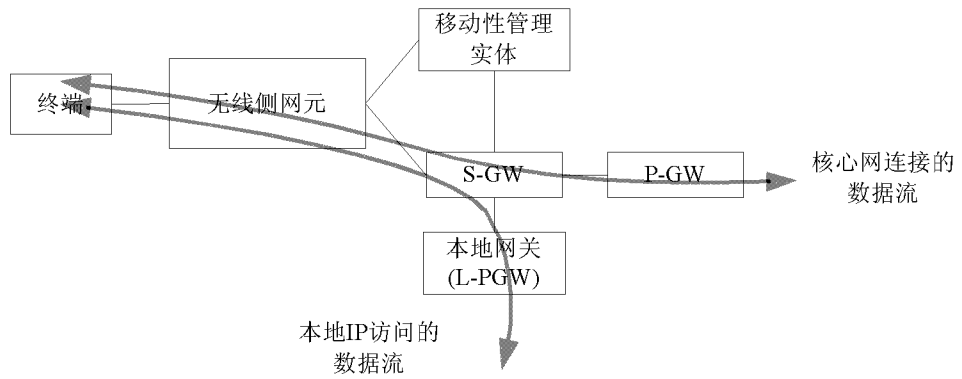 移动性管理
实体
终端
无线侧网元
S-GW
P-GW
核心网连接的
数据流
本地网关
(L-PGW)
本地IP访问的
数据流